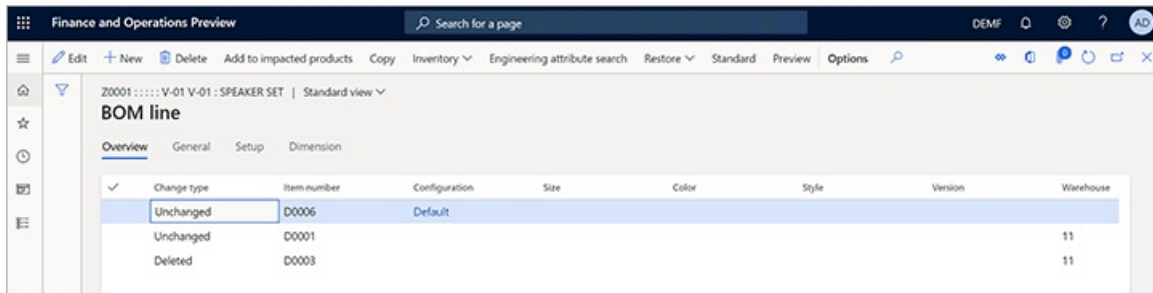 Finance and Operations Preview Search for a page DEMF ? AD
Edit New Delete Add to impacted products Copy Inventory Engineering attribute search Restore Standard Preview Options 0
Z0001 : : : : : V-01 V-01 : SPEAKER SET | Standard view
BOM line
Overview General Setup Dimension
Change type Item number Configuration Size Color Style Version Warehouse
Unchanged D0006 Default
Unchanged D0001 11
Deleted D0003 11